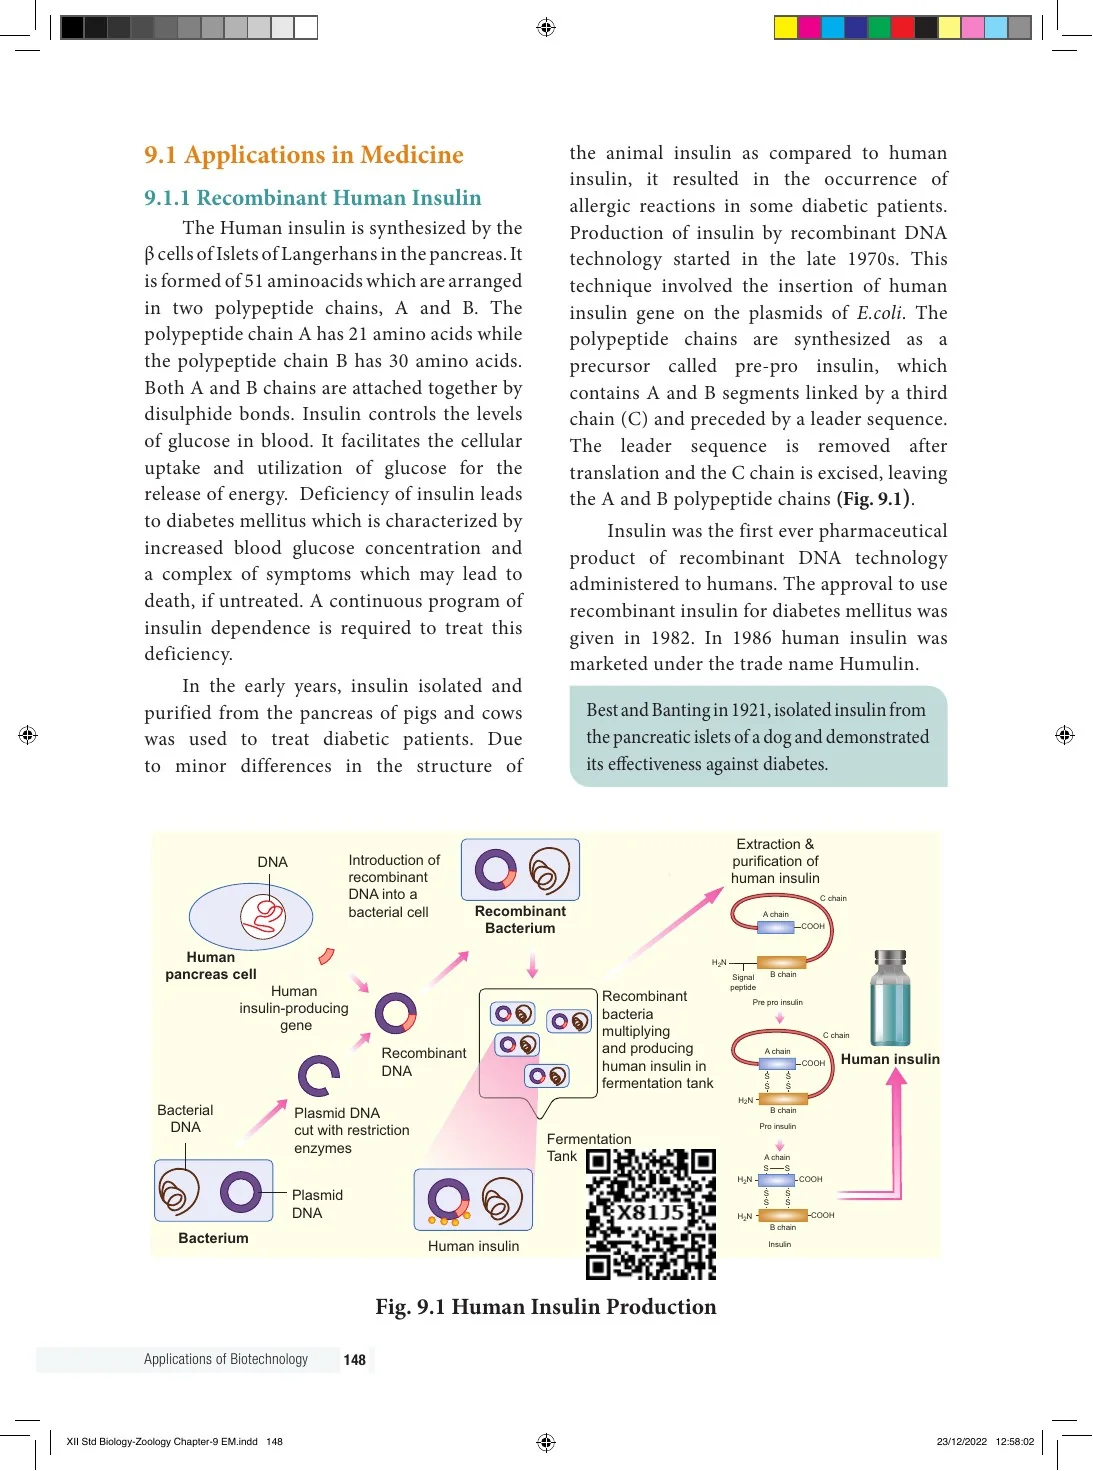 9.1 Applications in Medicine
9.1.1 Recombinant Human Insulin
The Human insulin is synthesized by the
β cells of Islets of Langerhans in the pancreas. It
is formed of 51 aminoacids which are arranged
in two polypeptide chains, A and B. The
polypeptide chain A has 21 amino acids while
the polypeptide chain B has 30 amino acids.
Both A and B chains are attached together by
disulphide bonds. Insulin controls the levels
of glucose in blood. It facilitates the cellular
uptake and utilization of glucose for the
release of energy. Deficiency of insulin leads
to diabetes mellitus which is characterized by
increased blood glucose concentration and
a complex of symptoms which may lead to
death, if untreated. A continuous program of
insulin dependence is required to treat this
deficiency.
In the early years, insulin isolated and
purified from the pancreas of pigs and cows
was used to treat diabetic patients. Due
to minor differences in the structure of
the animal insulin as compared to human
insulin, it resulted in the occurrence of
allergic reactions in some diabetic patients.
Production of insulin by recombinant DNA
technology started in the late 1970s. This
technique involved the insertion of human
insulin gene on the plasmids of E.coli. The
polypeptide chains are synthesized as a
precursor called pre-pro insulin, which
contains A and B segments linked by a third
chain (C) and preceded by a leader sequence.
The leader sequence is removed after
translation and the C chain is excised, leaving
the A and B polypeptide chains (Fig. 9.1).
Insulin was the first ever pharmaceutical
product of recombinant DNA technology
administered to humans. The approval to use
recombinant insulin for diabetes mellitus was
given in 1982. In 1986 human insulin was
marketed under the trade name Humulin.
Best and Banting in 1921, isolated insulin from
the pancreatic islets of a dog and demonstrated
its effectiveness against diabetes.
DNA
Human
pancreas cell
Introduction of
recombinant
DNA into a
bacterial cell
Recombinant
Bacterium
Human
insulin-producing
gene
Recombinant
DNA
Plasmid DNA
cut with restriction
enzymes
Bacterial
DNA
Plasmid
DNA
Bacterium
Recombinant
bacteria
multiplying
and producing
human insulin in
fermentation tank
Fermentation
Tank
Human insulin
X81J5
Extraction &
purification of
human insulin
C chain
A chain
COOH
H2N
Signal
peptide
B chain
Pre pro insulin
C chain
A chain
COOH
S S
S S
H2N
B chain
Pro insulin
A chain
S S
H2N
COOH
S S
S S
H2N
COOH
B chain
Insulin
Human insulin
Fig. 9.1 Human Insulin Production
Applications of Biotechnology 148
XII Std Biology-Zoology Chapter-9 EM.indd 148
23/12/2022 12:58:02